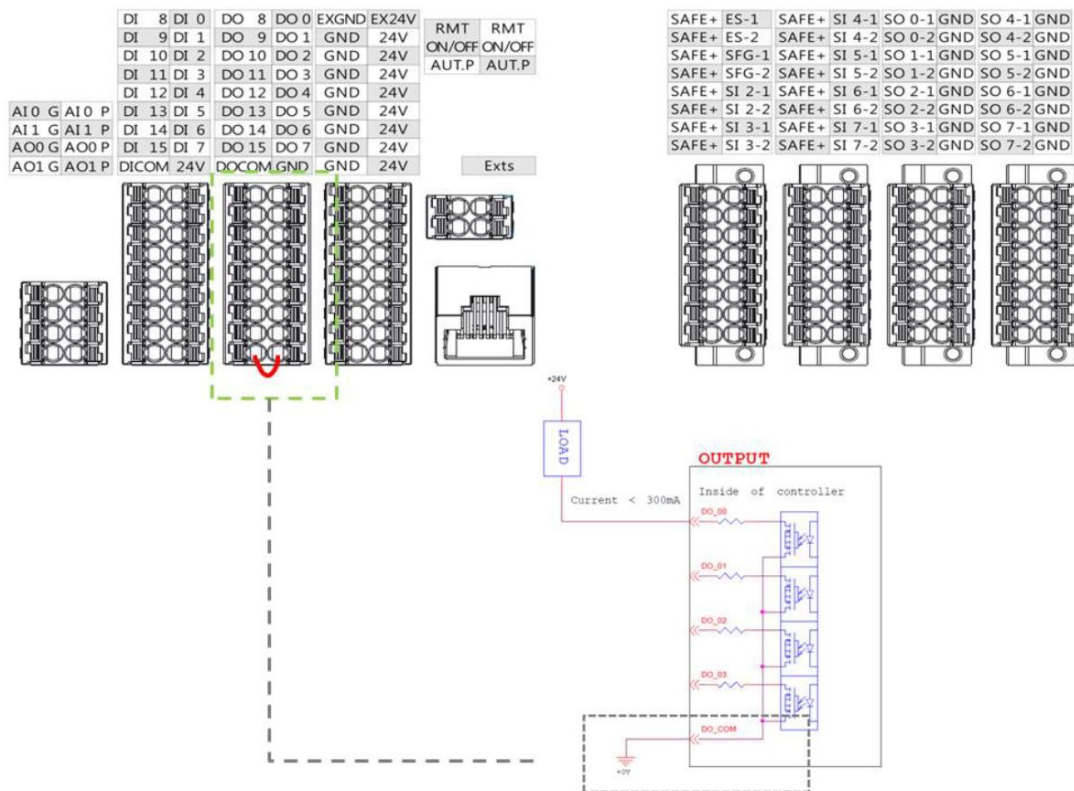 DI 8 DI 0 DO 8 DO 0 EXGND EX24V
DI 9 DI 1 DO 9 DO 1 GND 24V
DI 10 DI 2 DO 10 DO 2 GND 24V
DI 11 DI 3 DO 11 DO 3 GND 24V
DI 12 DI 4 DO 12 DO 4 GND 24V
AI0 G AI0 P DI 13 DI 5 DO 13 DO 5 GND 24V
AI1 G AI1 P DI 14 DI 6 DO 14 DO 6 GND 24V
AO0 G AO0 P DI 15 DI 7 DO 15 DO 7 GND 24V
AO1 G AO1 P DICOM 24V DOCOM GND GND 24V
RMT RMT
ON/OFF ON/OFF
AUT.P AUT.P
Exts
SAFE+ ES-1 SAFE+ SI 4-1 SO 0-1 GND SO 4-1 GND
SAFE+ ES-2 SAFE+ SI 4-2 SO 0-2 GND SO 4-2 GND
SAFE+ SFG-1 SAFE+ SI 5-1 SO 1-1 GND SO 5-1 GND
SAFE+ SFG-2 SAFE+ SI 5-2 SO 1-2 GND SO 5-2 GND
SAFE+ SI 2-1 SAFE+ SI 6-1 SO 2-1 GND SO 6-1 GND
SAFE+ SI 2-2 SAFE+ SI 6-2 SO 2-2 GND SO 6-2 GND
SAFE+ SI 3-1 SAFE+ SI 7-1 SO 3-1 GND SO 7-1 GND
SAFE+ SI 3-2 SAFE+ SI 7-2 SO 3-2 GND SO 7-2 GND
+24V
LOAD
Current < 300mA
OUTPUT
Inside of controller
DO_00
DO_01
DO_02
DO_03
DO_COM
+0V